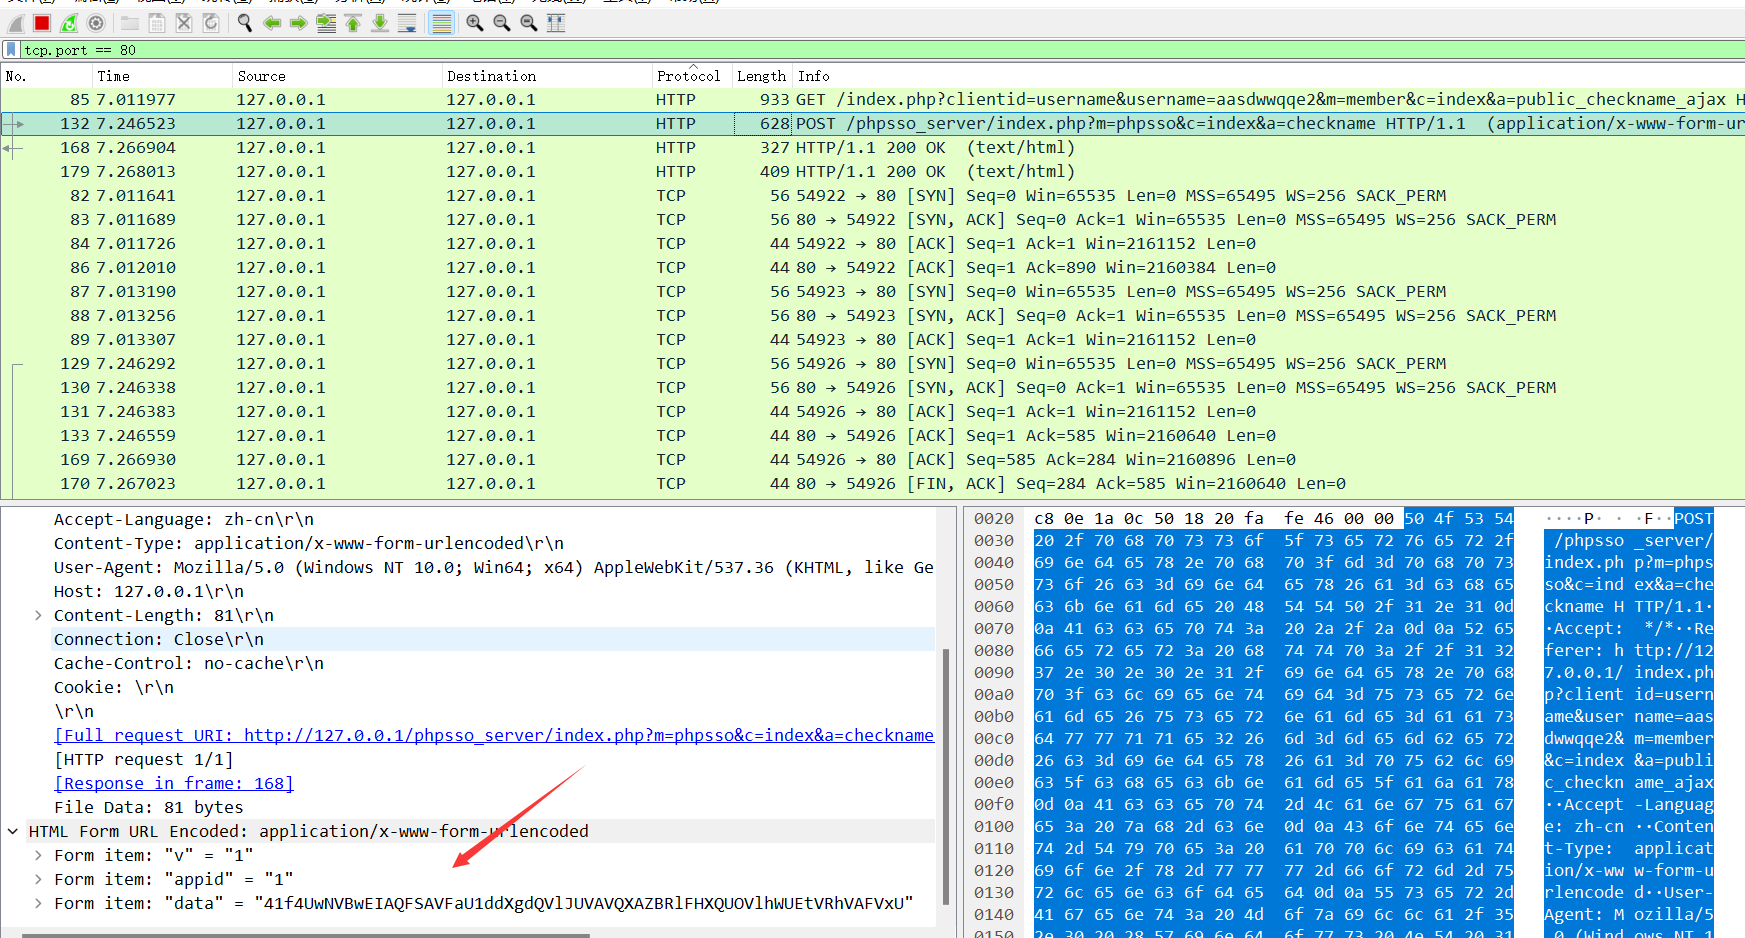 tcp.port == 80
No. Time Source Destination Protocol Length Info
85 7.011977 127.0.0.1 127.0.0.1 HTTP 933 GET /index.php?clientid=username&username=aasdwwqqe2&m=member&c=index&a=public_checkname_ajax H
132 7.246523 127.0.0.1 127.0.0.1 HTTP 628 POST /phpsso_server/index.php?m=phpsso&c=index&a=checkname HTTP/1.1 (application/x-www-form-ur
168 7.266904 127.0.0.1 127.0.0.1 HTTP 327 HTTP/1.1 200 OK (text/html)
179 7.268013 127.0.0.1 127.0.0.1 HTTP 409 HTTP/1.1 200 OK (text/html)
82 7.011641 127.0.0.1 127.0.0.1 TCP 56 54922 → 80 [SYN] Seq=0 Win=65535 Len=0 MSS=65495 WS=256 SACK_PERM
83 7.011689 127.0.0.1 127.0.0.1 TCP 56 80 → 54922 [SYN, ACK] Seq=0 Ack=1 Win=65535 Len=0 MSS=65495 WS=256 SACK_PERM
84 7.011726 127.0.0.1 127.0.0.1 TCP 44 54922 → 80 [ACK] Seq=1 Ack=1 Win=2161152 Len=0
86 7.012010 127.0.0.1 127.0.0.1 TCP 44 80 → 54922 [ACK] Seq=1 Ack=890 Win=2160384 Len=0
87 7.013190 127.0.0.1 127.0.0.1 TCP 56 54923 → 80 [SYN] Seq=0 Win=65535 Len=0 MSS=65495 WS=256 SACK_PERM
88 7.013256 127.0.0.1 127.0.0.1 TCP 56 80 → 54923 [SYN, ACK] Seq=0 Ack=1 Win=65535 Len=0 MSS=65495 WS=256 SACK_PERM
89 7.013307 127.0.0.1 127.0.0.1 TCP 44 54923 → 80 [ACK] Seq=1 Ack=1 Win=2161152 Len=0
129 7.246292 127.0.0.1 127.0.0.1 TCP 56 54926 → 80 [SYN] Seq=0 Win=65535 Len=0 MSS=65495 WS=256 SACK_PERM
130 7.246338 127.0.0.1 127.0.0.1 TCP 56 80 → 54926 [SYN, ACK] Seq=0 Ack=1 Win=65535 Len=0 MSS=65495 WS=256 SACK_PERM
131 7.246383 127.0.0.1 127.0.0.1 TCP 44 54926 → 80 [ACK] Seq=1 Ack=1 Win=2161152 Len=0
133 7.246559 127.0.0.1 127.0.0.1 TCP 44 80 → 54926 [ACK] Seq=1 Ack=585 Win=2160640 Len=0
169 7.266930 127.0.0.1 127.0.0.1 TCP 44 54926 → 80 [ACK] Seq=585 Ack=284 Win=2160896 Len=0
170 7.267023 127.0.0.1 127.0.0.1 TCP 44 80 → 54926 [FIN, ACK] Seq=284 Ack=585 Win=2160640 Len=0
Accept-Language: zh-cn\r\n
Content-Type: application/x-www-form-urlencoded\r\n
User-Agent: Mozilla/5.0 (Windows NT 10.0; Win64; x64) AppleWebKit/537.36 (KHTML, like Ge
Host: 127.0.0.1\r\n
Content-Length: 81\r\n
Connection: Close\r\n
Cache-Control: no-cache\r\n
Cookie: \r\n
\r\n
[Full request URI: http://127.0.0.1/phpsso_server/index.php?m=phpsso&c=index&a=checkname
[HTTP request 1/1]
[Response in frame: 168]
File Data: 81 bytes
HTML Form URL Encoded: application/x-www-form-urlencoded
Form item: "v" = "1"
Form item: "appid" = "1"
Form item: "data" = "41f4UwNVBwEIAQFSAVFaU1ddXgdQVlJUVAVQXAZBRlFHXQUOVlhWUEtVRhVAFVxU"
0020 c8 0e 1a 0c 50 18 20 fa fe 46 00 00 50 4f 53 54 ····P· · ·F··POST
0030 20 2f 70 68 70 73 73 6f 5f 73 65 72 76 65 72 2f /phpsso _server/
0040 69 6e 64 65 78 2e 70 68 70 3f 6d 3d 70 68 70 73 index.ph p?m=phps
0050 73 6f 26 63 3d 69 6e 64 65 78 26 61 3d 63 68 65 so&c=ind ex&a=che
0060 63 6b 6e 61 6d 65 20 48 54 54 50 2f 31 2e 31 0d ckname H TTP/1.1·
0070 0a 41 63 63 65 70 74 3a 20 2a 2f 2a 0d 0a 52 65 ·Accept: */*··Re
0080 66 65 72 65 72 3a 20 68 74 74 70 3a 2f 2f 31 32 ferer: h ttp://12
0090 37 2e 30 2e 30 2e 31 2f 69 6e 64 65 78 2e 70 68 7.0.0.1/ index.ph
00a0 70 3f 63 6c 69 65 6e 74 69 64 3d 75 73 65 72 6e p?client id=usern
00b0 61 6d 65 26 75 73 65 72 6e 61 6d 65 3d 61 61 73 ame&user name=aas
00c0 64 77 77 71 71 65 32 26 6d 3d 6d 65 6d 62 65 72 dwwqqe2& m=member
00d0 26 63 3d 69 6e 64 65 78 26 61 3d 70 75 62 6c 69 &c=index &a=publi
00e0 63 5f 63 68 65 63 6b 6e 61 6d 65 5f 61 6a 61 78 c_checkn ame_ajax
00f0 0d 0a 41 63 63 65 70 74 2d 4c 61 6e 67 75 61 67 ··Accept -Languag
0100 65 3a 20 7a 68 2d 63 6e 0d 0a 43 6f 6e 74 65 6e e: zh-cn ··Conten
0110 74 2d 54 79 70 65 3a 20 61 70 70 6c 69 63 61 74 t-Type: applicat
0120 69 6f 6e 2f 78 2d 77 77 77 2d 66 6f 72 6d 2d 75 ion/x-ww w-form-u
0130 72 6c 65 6e 63 6f 64 65 64 0d 0a 55 73 65 72 2d rlencode d··User-
0140 41 67 65 6e 74 3a 20 4d 6f 7a 69 6c 6c 61 2f 35 Agent: M ozilla/5
0150 2e 30 20 28 57 69 6e 64 6f 77 73 20 4e 54 20 31 .0 (Wind ows NT 1